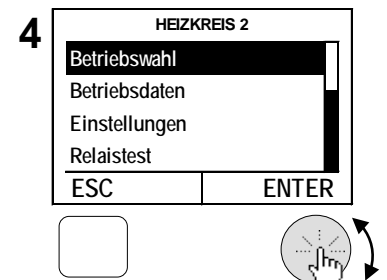 4
HEIZKREIS 2
Betriebswahl
Betriebsdaten
Einstellungen
Relaistest
ESC ENTER